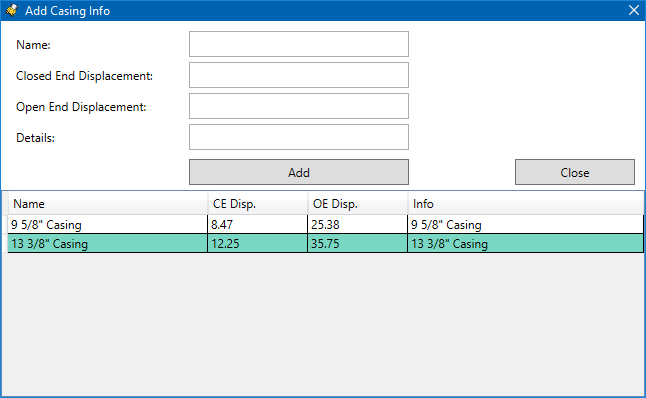 Add Casing Info
Name:
Closed End Displacement:
Open End Displacement:
Details:
Add Close
Name CE Disp. OE Disp. Info
9 5/8" Casing 8.47 25.38 9 5/8" Casing
13 3/8" Casing 12.25 35.75 13 3/8" Casing